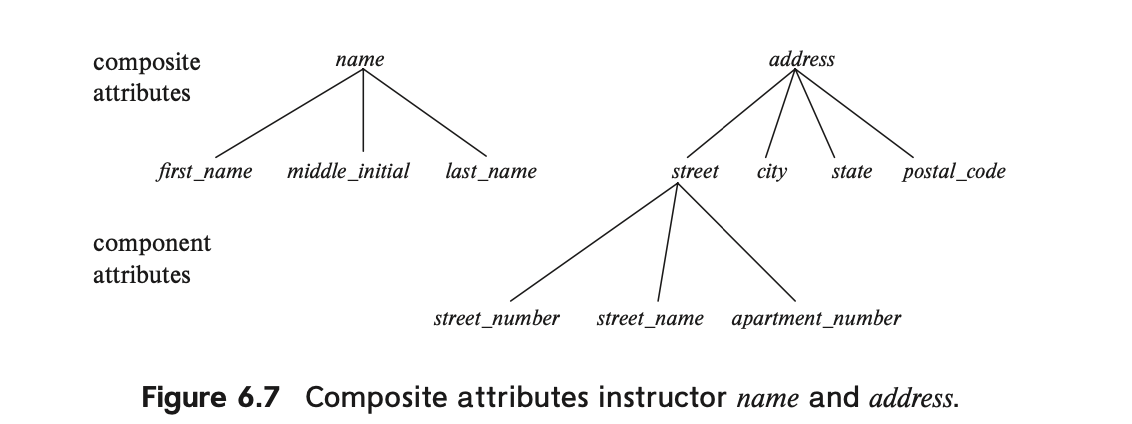 composite
attributes
name
address
first_name middle_initial last_name
street city state postal_code
component
attributes
street_number street_name apartment_number
Figure 6.7 Composite attributes instructor name and address.